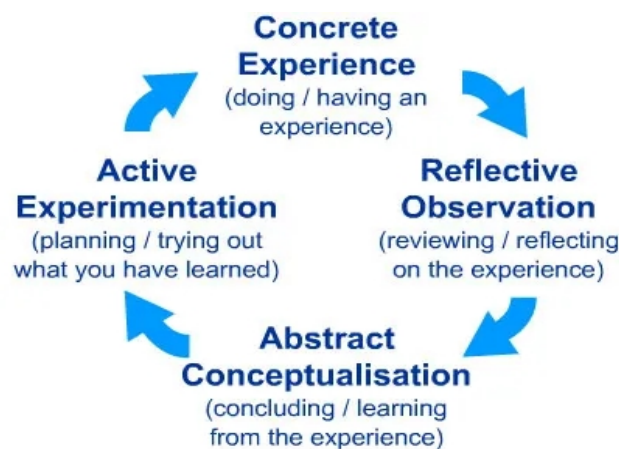 Concrete
Experience
(doing / having an
experience)
Reflective
Observation
(reviewing / reflecting
on the experience)
Abstract
Conceptualisation
(concluding / learning
from the experience)
Active
Experimentation
(planning / trying out
what you have learned)